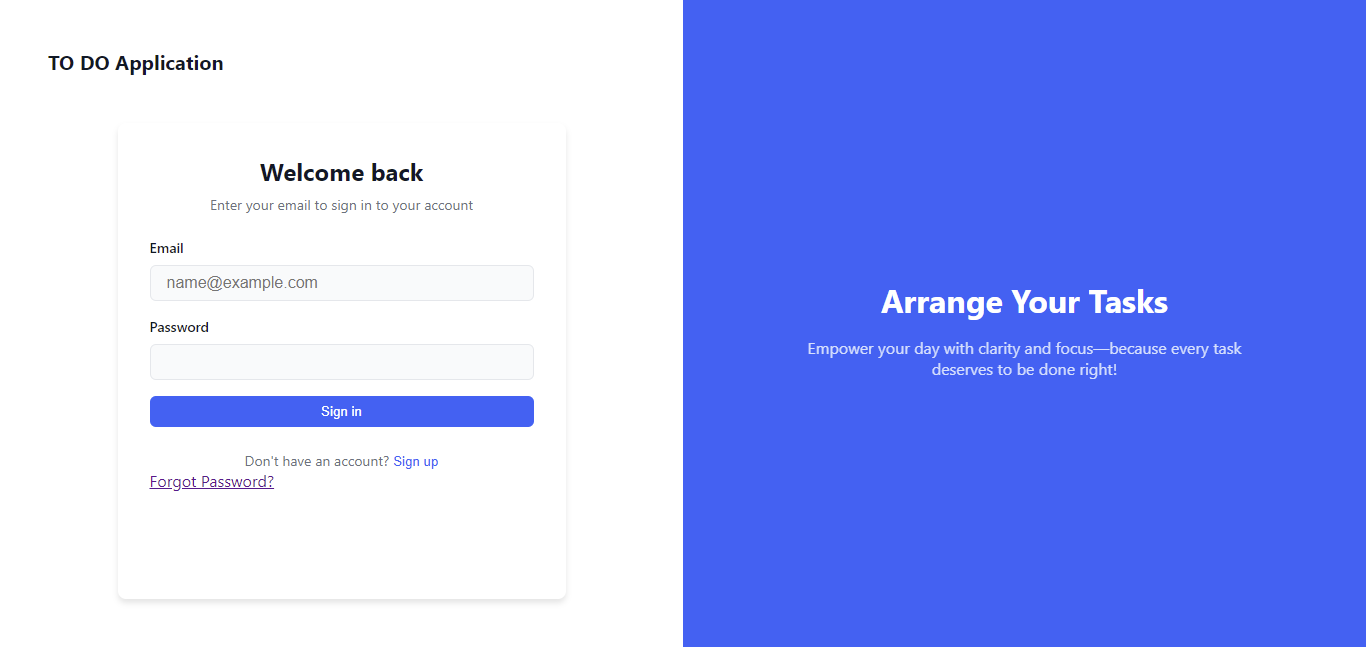 TO DO Application
Welcome back
Enter your email to sign in to your account
Email
name@example.com
Password
Sign in
Don't have an account? Sign up
Forgot Password?
Arrange Your Tasks
Empower your day with clarity and focus—because every task
deserves to be done right!